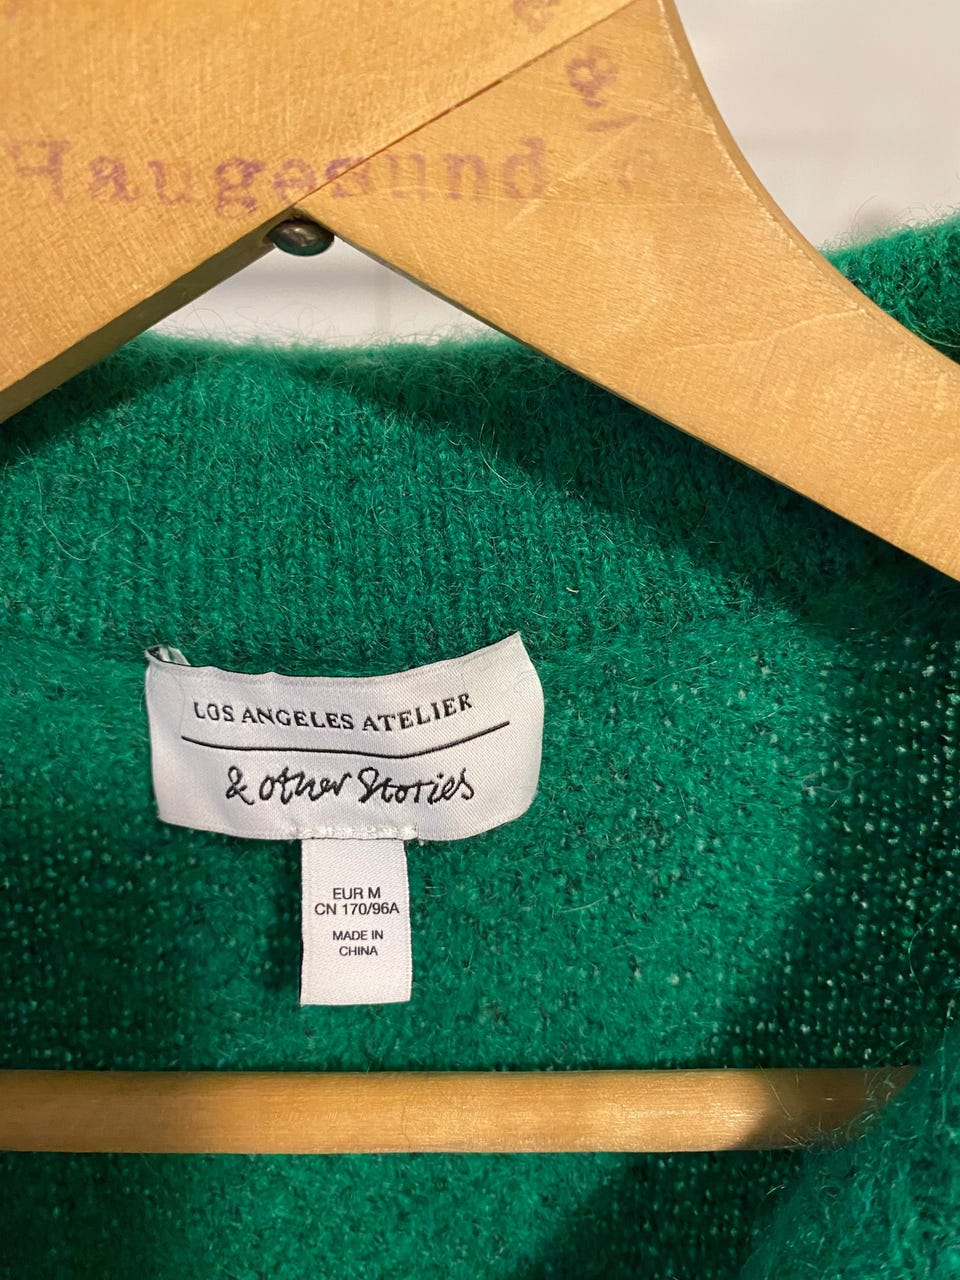 Haugesund
LOS ANGELES ATELIER
& other Stories
EUR M
CN 170/96A
MADE IN
CHINA